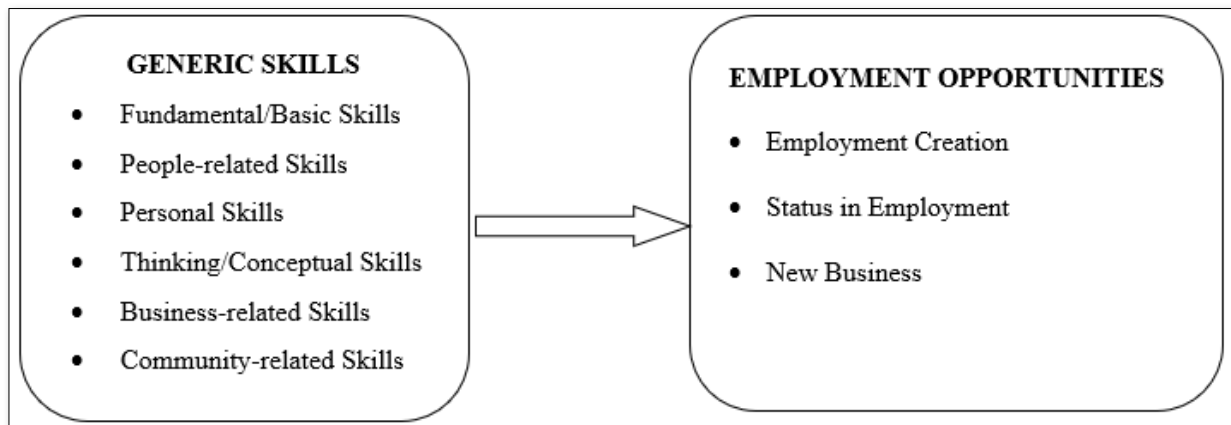 GENERIC SKILLS
• Fundamental/Basic Skills
• People-related Skills
• Personal Skills
• Thinking/Conceptual Skills
• Business-related Skills
• Community-related Skills
EMPLOYMENT OPPORTUNITIES
• Employment Creation
• Status in Employment
• New Business